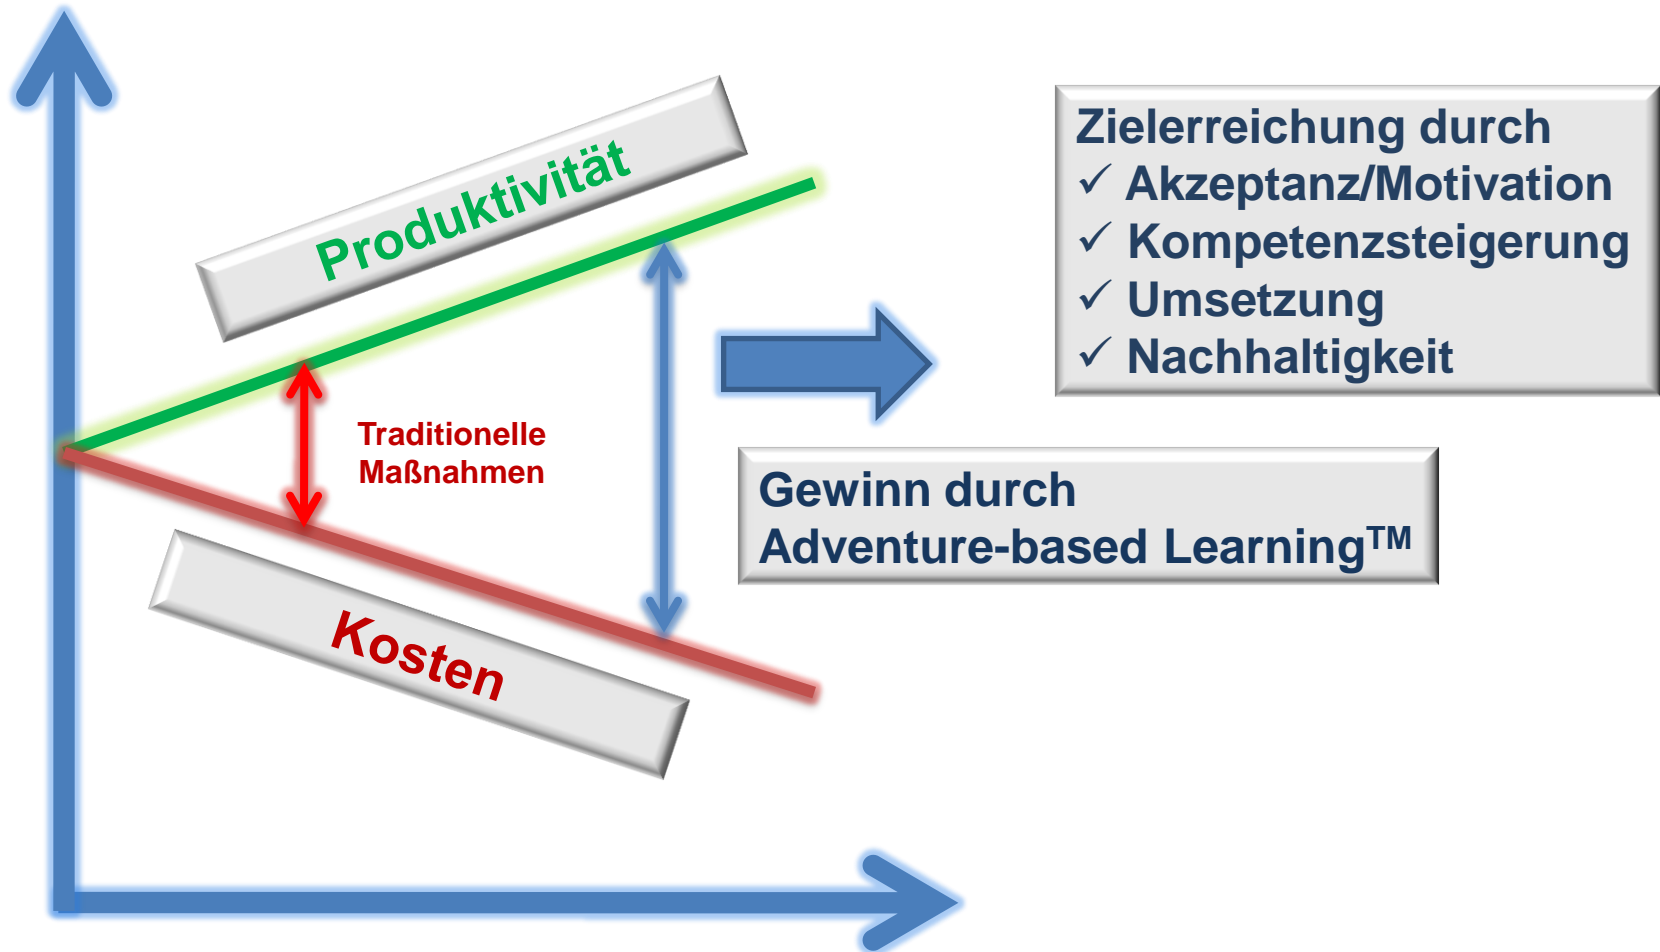 Produktivität
Traditionelle
Maßnahmen
Kosten
Zielerreichung durch
✓ Akzeptanz/Motivation
✓ Kompetenzsteigerung
✓ Umsetzung
✓ Nachhaltigkeit
Gewinn durch
Adventure-based Learning™